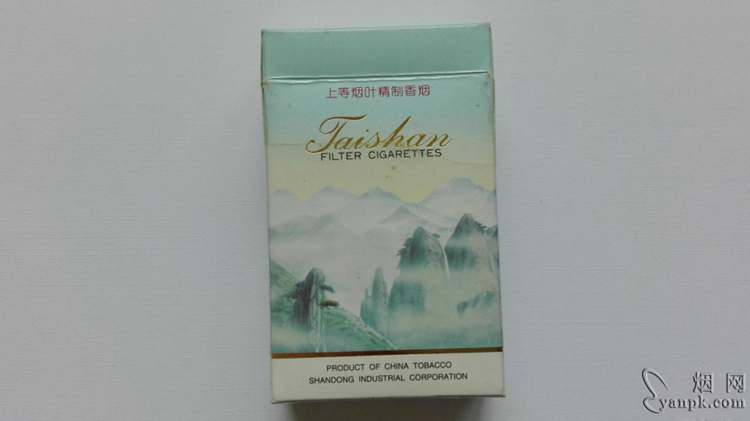 上等烟叶精制香烟
Taishan
FILTER CIGARETTES
PRODUCT OF CHINA TOBACCO
SHANDONG INDUSTRIAL CORPORATION
烟网
yanpk.com